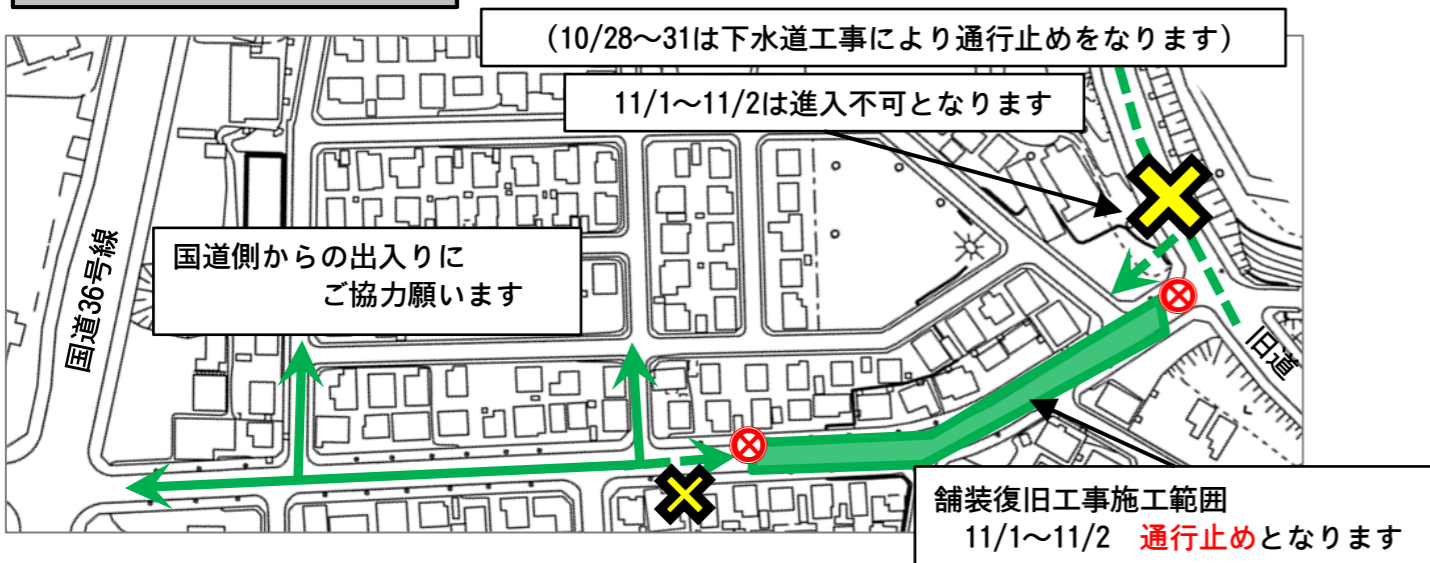 (10/28～31は下水道工事により通行止めをなります)
11/1～11/2は進入不可となります
国道36号線
国道側からの出入りに
ご協力願います
旧道
舗装復旧工事施工範囲
11/1～11/2 通行止めとなります